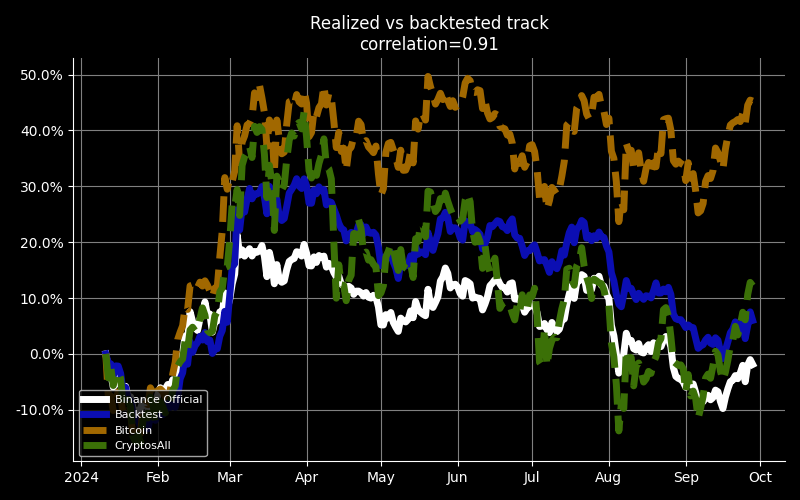 Realized vs backtested track
correlation=0.91
50.0%
40.0%
30.0%
20.0%
10.0%
0.0%
-10.0%
Binance Official
Backtest
Bitcoin
CryptosAll
2024 Feb Mar Apr May Jun Jul Aug Sep Oct